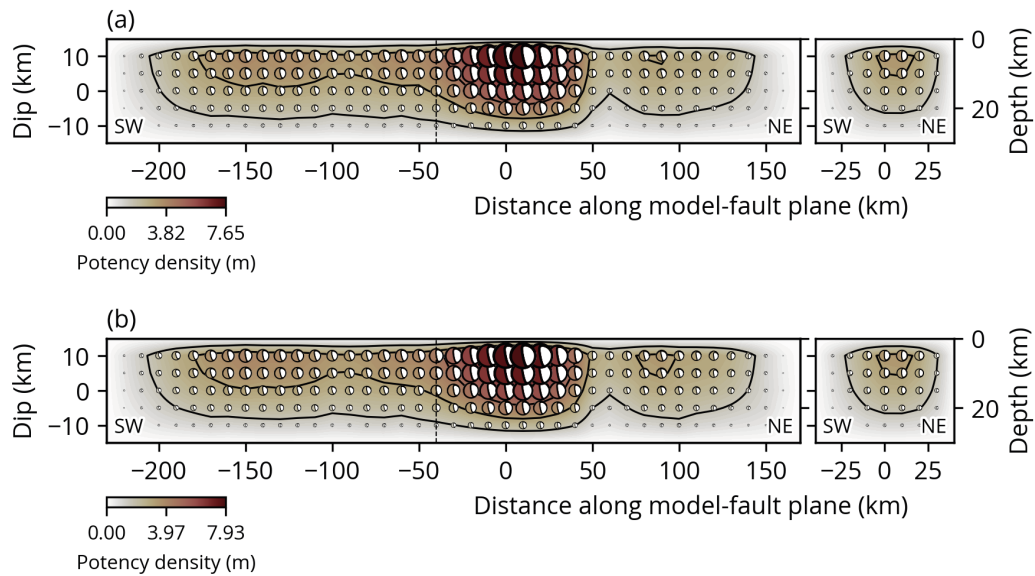 (a)
Dip (km)
10
0
−10
SW
NE
SW
NE
0
20
Depth (km)
−200
−150
−100
−50
0
50
100
150
−25
0
25
Distance along model-fault plane (km)
0.00
3.82
7.65
Potency density (m)
(b)
Dip (km)
10
0
−10
SW
NE
SW
NE
0
20
Depth (km)
−200
−150
−100
−50
0
50
100
150
−25
0
25
Distance along model-fault plane (km)
0.00
3.97
7.93
Potency density (m)